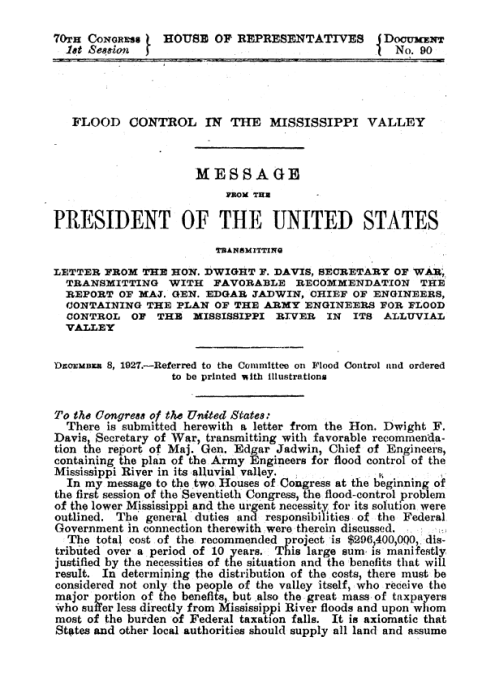 70TH CONGRESS } HOUSE OF REPRESENTATIVES { DOCUMENT
1st Session } { No. 90
FLOOD CONTROL IN THE MISSISSIPPI VALLEY
MESSAGE
FROM THE
PRESIDENT OF THE UNITED STATES
TRANSMITTING
LETTER FROM THE HON. DWIGHT F. DAVIS, SECRETARY OF WAR,
TRANSMITTING WITH FAVORABLE RECOMMENDATION THE
REPORT OF MAJ. GEN. EDGAR JADWIN, CHIEF OF ENGINEERS,
CONTAINING THE PLAN OF THE ARMY ENGINEERS FOR FLOOD
CONTROL OF THE MISSISSIPPI RIVER IN ITS ALLUVIAL
VALLEY
DECEMBER 8, 1927.—Referred to the Committee on Flood Control and ordered
to be printed with illustrations
To the Congress of the United States:
There is submitted herewith a letter from the Hon. Dwight F.
Davis, Secretary of War, transmitting with favorable recommenda-
tion the report of Maj. Gen. Edgar Jadwin, Chief of Engineers,
containing the plan of the Army Engineers for flood control of the
Mississippi River in its alluvial valley.
In my message to the two Houses of Congress at the beginning of
the first session of the Seventieth Congress, the flood-control problem
of the lower Mississippi and the urgent necessity for its solution were
outlined. The general duties and responsibilities of the Federal
Government in connection therewith were therein discussed.
The total cost of the recommended project is $296,400,000, dis-
tributed over a period of 10 years. This large sum is manifestly
justified by the necessities of the situation and the benefits that will
result. In determining the distribution of the costs, there must be
considered not only the people of the valley itself, who receive the
major portion of the benefits, but also the great mass of taxpayers
who suffer less directly from Mississippi River floods and upon whom
most of the burden of Federal taxation falls. It is axiomatic that
States and other local authorities should supply all land and assume